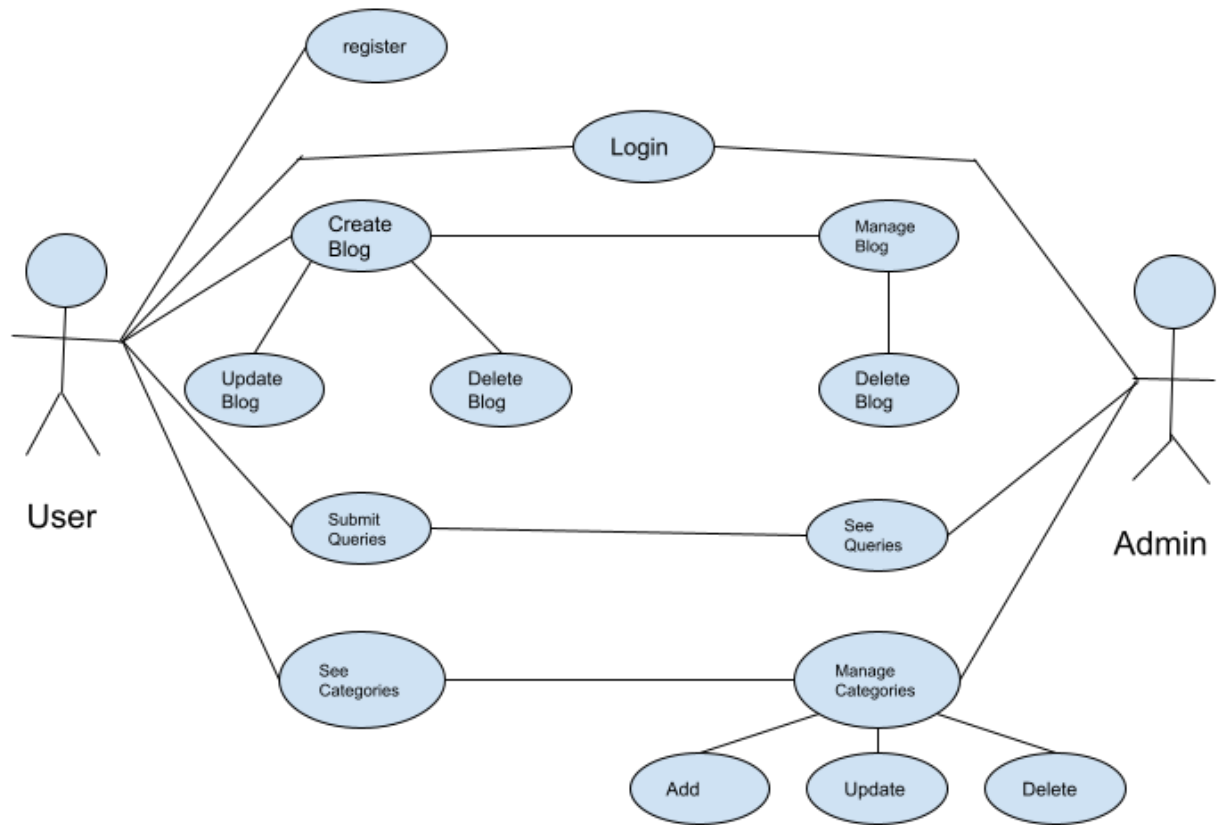 register
Login
Create
Blog
Manage
Blog
Update
Blog
Delete
Blog
Delete
Blog
User
Submit
Queries
See
Queries
Admin
See
Categories
Manage
Categories
Add
Update
Delete